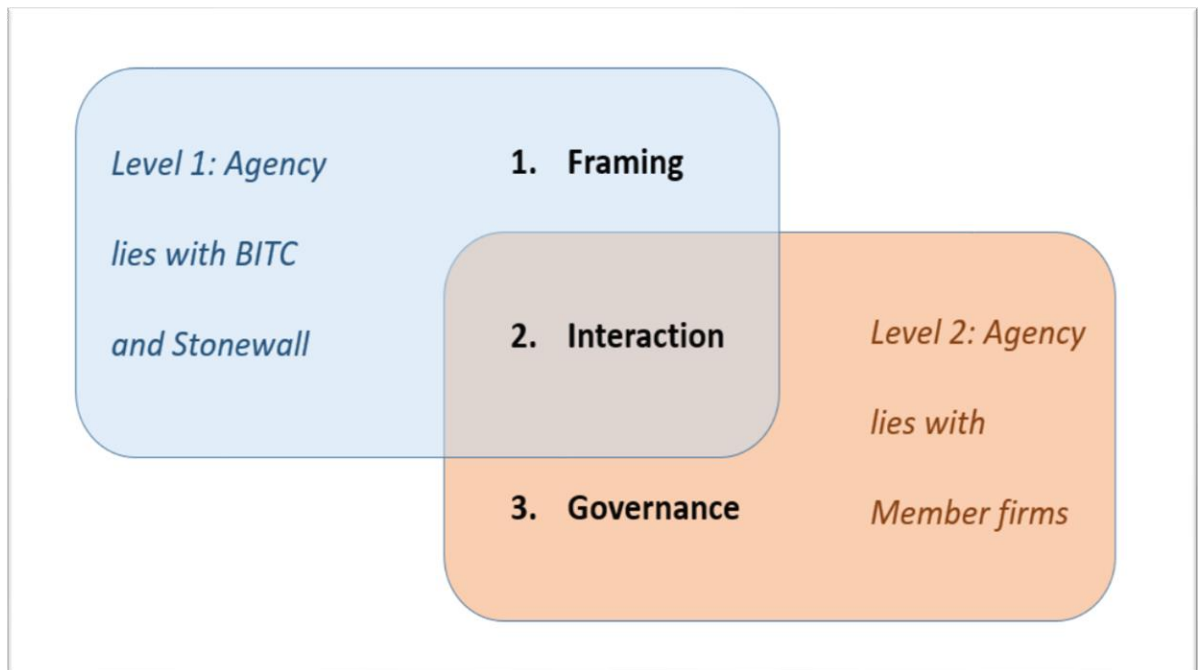 Level 1: Agency
lies with BITC
and Stonewall
1. Framing
2. Interaction
3. Governance
Level 2: Agency
lies with
Member firms